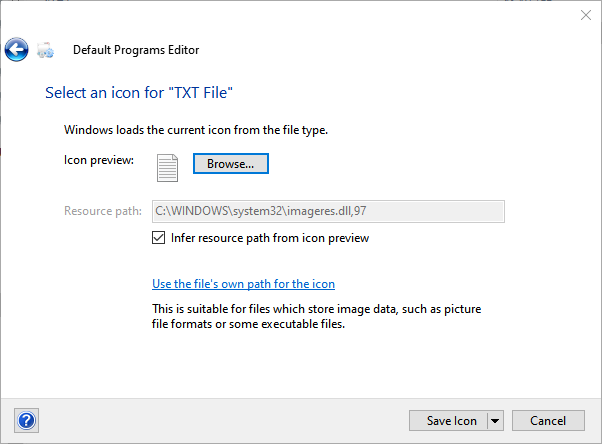 Default Programs Editor
Select an icon for "TXT File"
Windows loads the current icon from the file type.
Icon preview:
Browse...
Resource path:
C:\WINDOWS\system32\imageres.dll,97
Infer resource path from icon preview
Use the file's own path for the icon
This is suitable for files which store image data, such as picture
file formats or some executable files.
?
Save Icon
Cancel